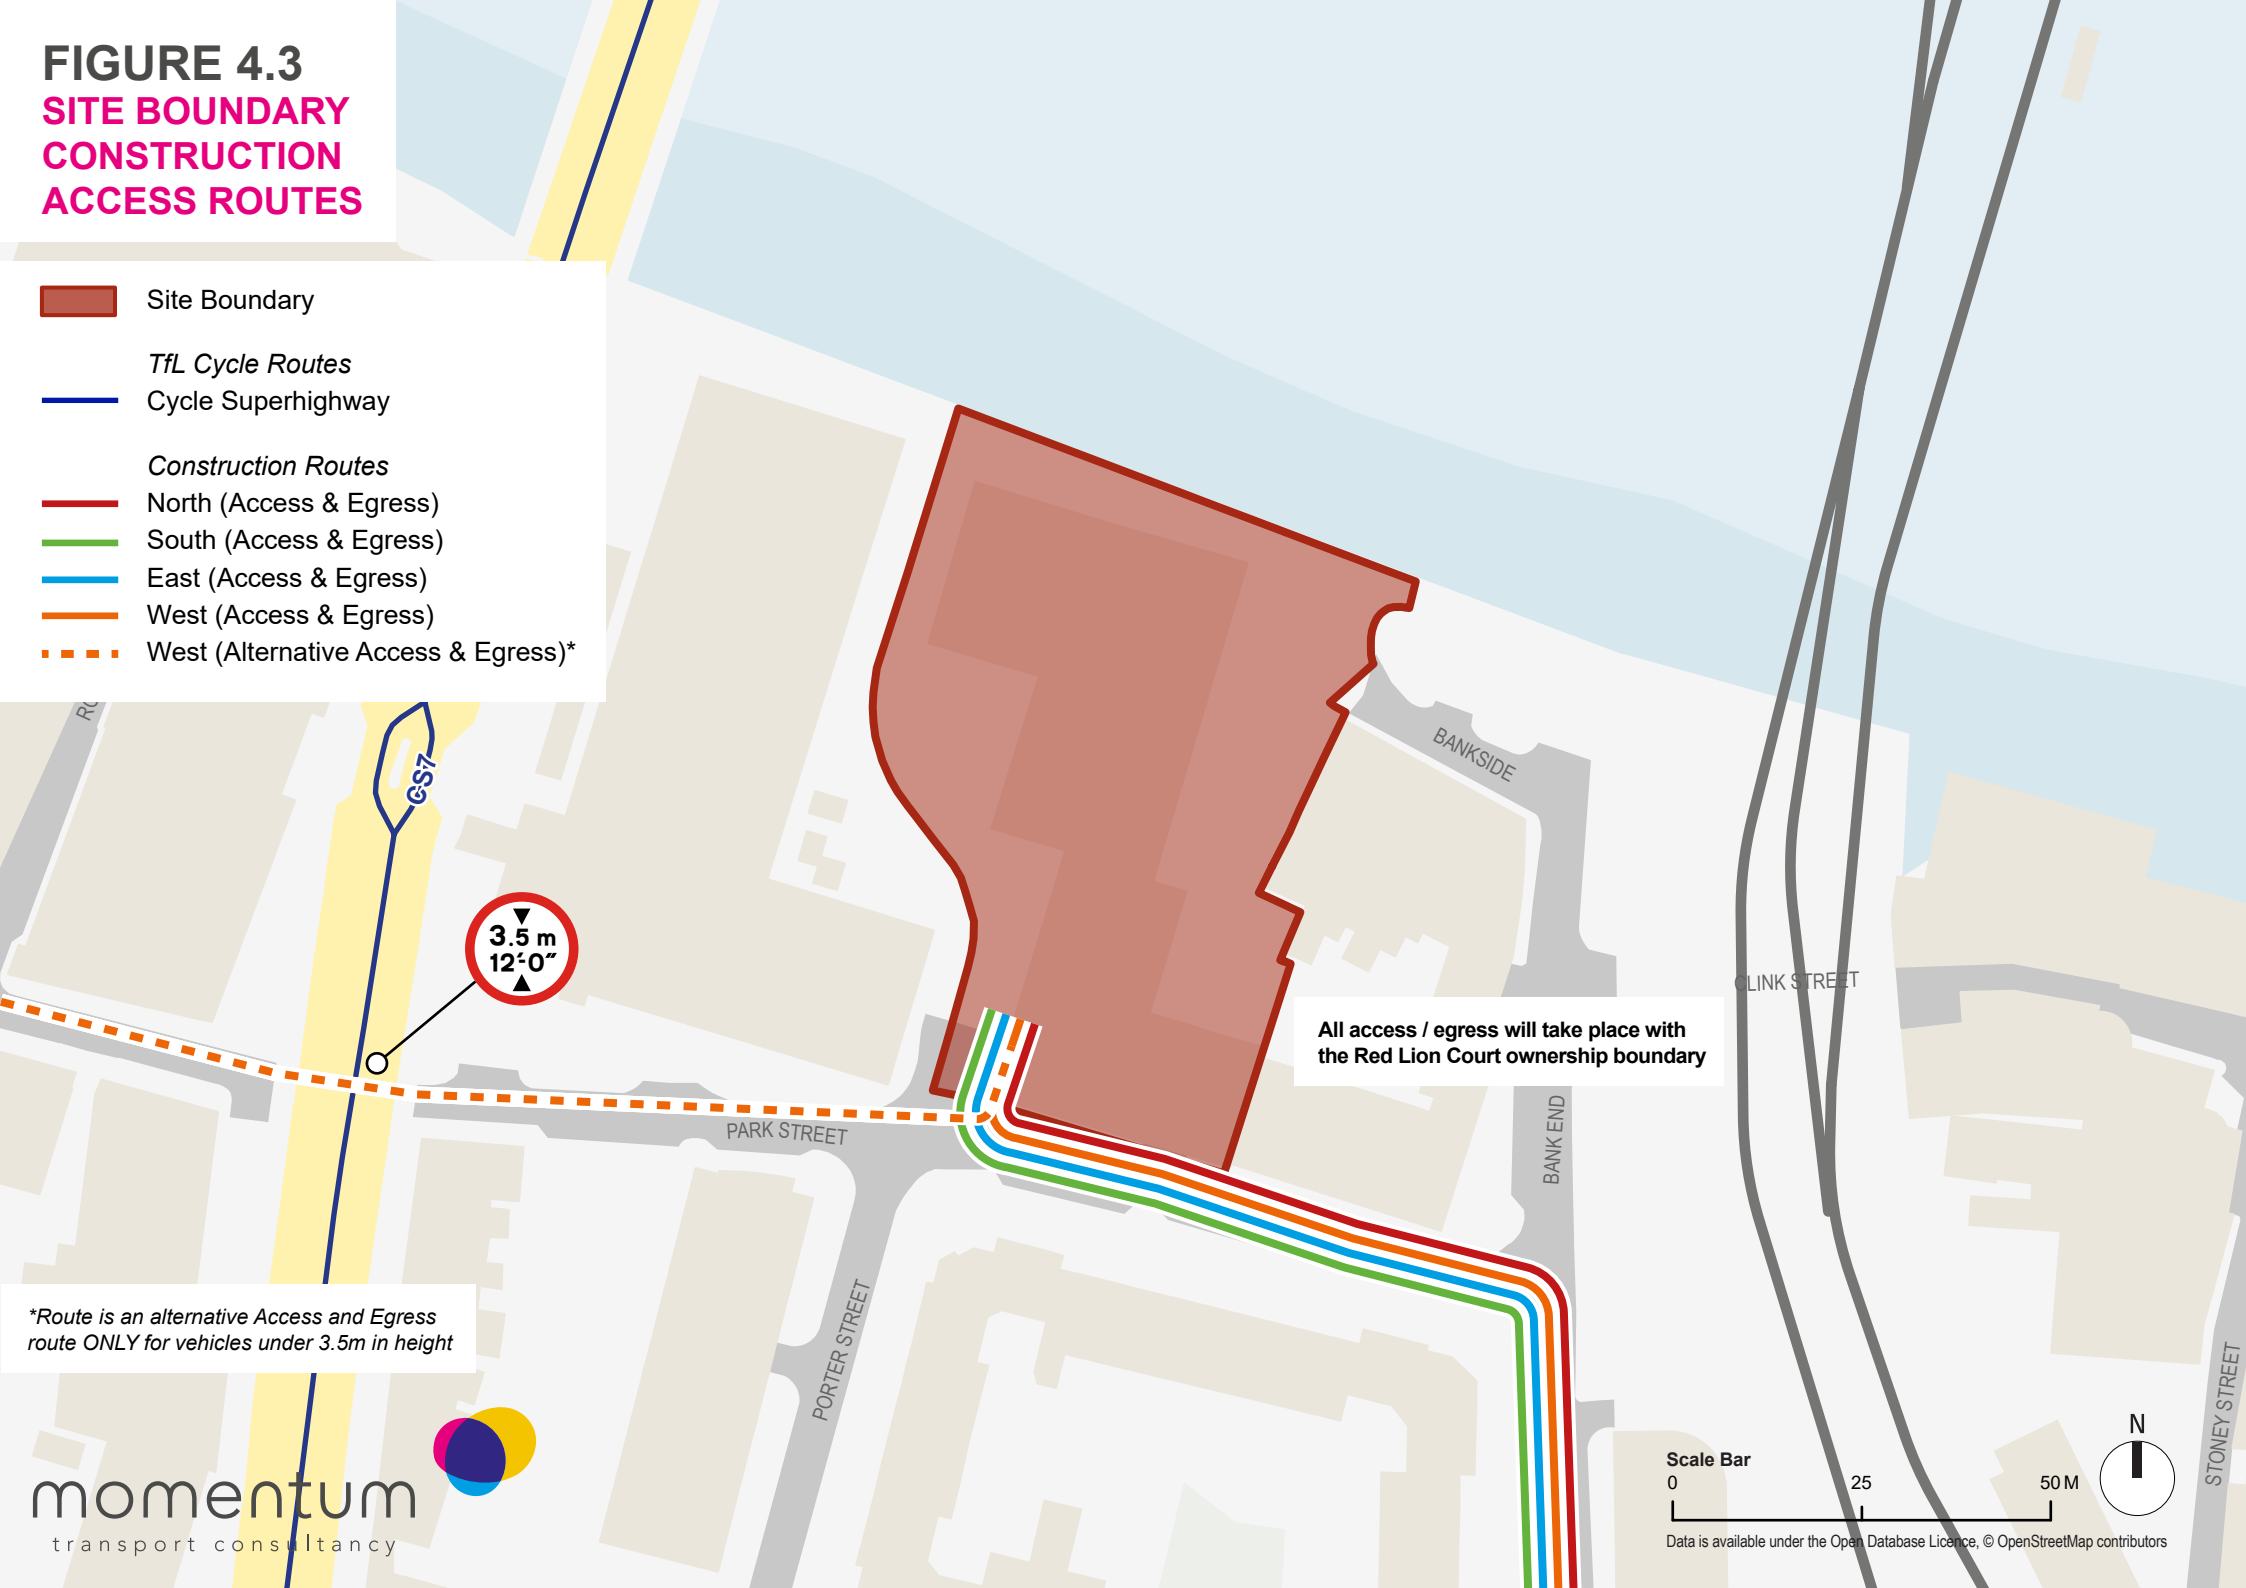 FIGURE 4.3
SITE BOUNDARY
CONSTRUCTION
ACCESS ROUTES
Site Boundary
TfL Cycle Routes
Cycle Superhighway
Construction Routes
North (Access & Egress)
South (Access & Egress)
East (Access & Egress)
West (Access & Egress)
West (Alternative Access & Egress)*
CS7
3.5 m
12'-0"
BANKSIDE
CLINK STREET
All access / egress will take place with
the Red Lion Court ownership boundary
PARK STREET
BANK END
PORTER STREET
STONEY STREET
*Route is an alternative Access and Egress
route ONLY for vehicles under 3.5m in height
momentum
transport consultancy
N
Scale Bar
0 25 50 M
Data is available under the Open Database Licence, © OpenStreetMap contributors